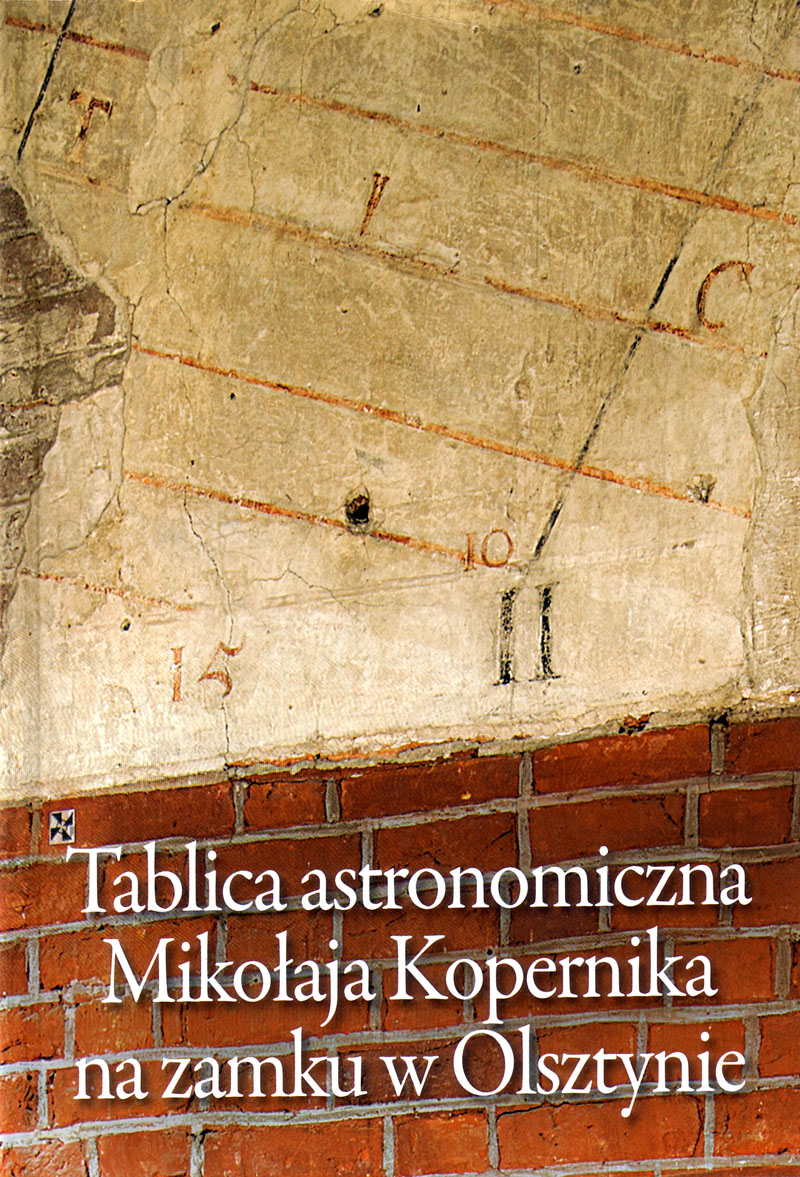 T
I
C
10
II
15
Tablica astronomiczna
Mikołaja Kopernika
na zamku w Olsztynie